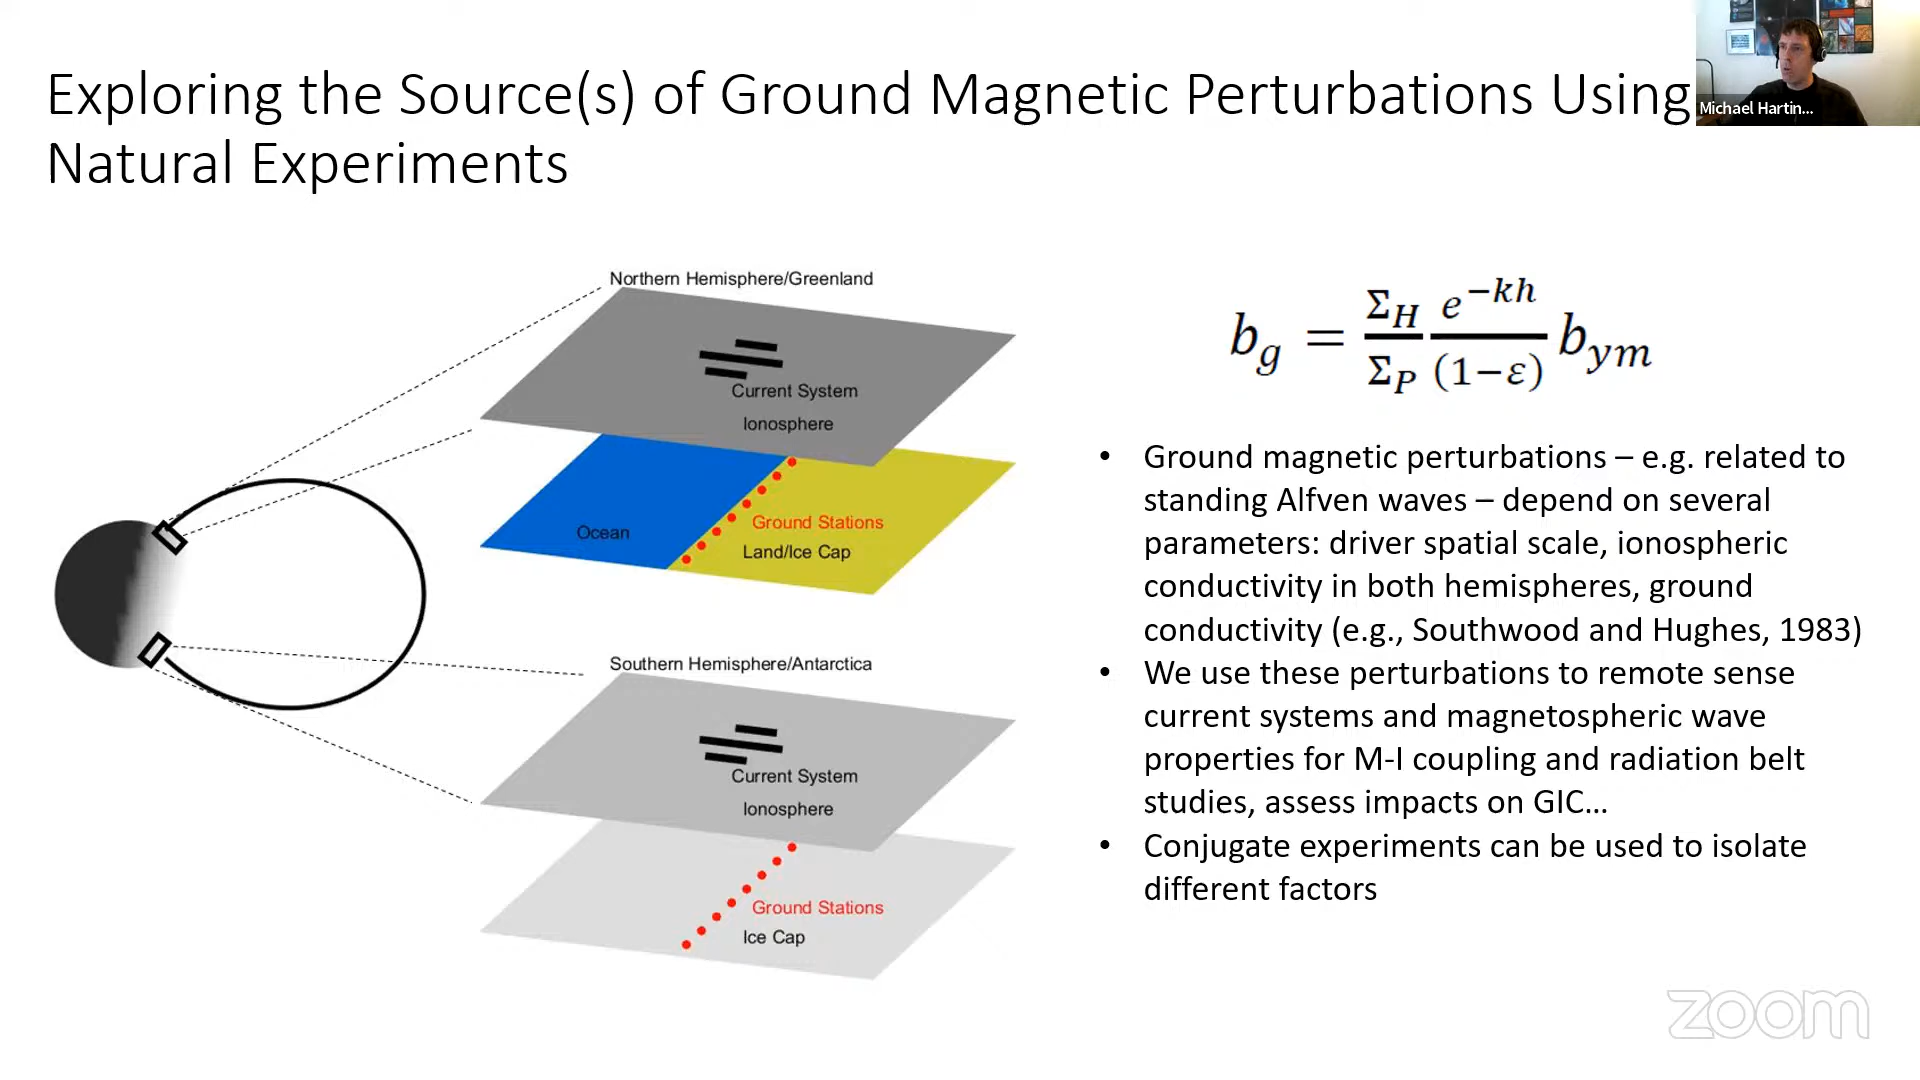 Exploring the Source(s) of Ground Magnetic Perturbations Using
Natural Experiments
Michael Hartin...
Northern Hemisphere/Greenland
Current System
Ionosphere
Ocean
Ground Stations
Land/Ice Cap
Southern Hemisphere/Antarctica
Current System
Ionosphere
Ground Stations
Ice Cap
b_g = Σ_H/Σ_P e^{-kh}/(1-ε) b_{ym}
• Ground magnetic perturbations – e.g. related to
standing Alfven waves – depend on several
parameters: driver spatial scale, ionospheric
conductivity in both hemispheres, ground
conductivity (e.g., Southwood and Hughes, 1983)
• We use these perturbations to remote sense
current systems and magnetospheric wave
properties for M-I coupling and radiation belt
studies, assess impacts on GIC…
• Conjugate experiments can be used to isolate
different factors
zoom